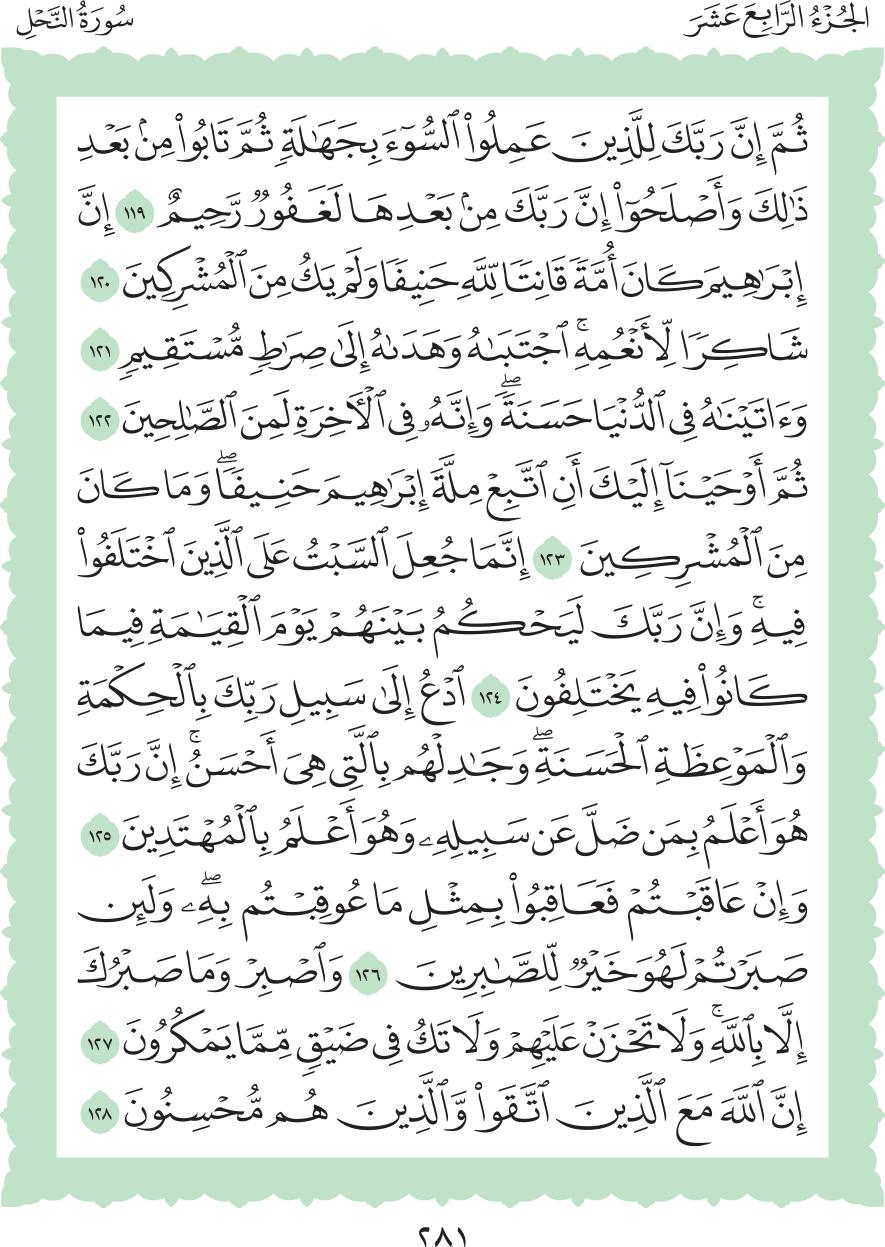 الجُزْءُ الرَّابِعَ عَشَرَ
سُورَةُ النَّحْلِ
ثُمَّ إِنَّ رَبَّكَ لِلَّذِينَ عَمِلُوا۟ ٱلسُّوٓءَ بِجَهَـٰلَةٍ ثُمَّ تَابُوا۟ مِنۢ بَعْدِ
ذَٰلِكَ وَأَصْلَحُوٓا۟ إِنَّ رَبَّكَ مِنۢ بَعْدِهَا لَغَفُورٌ رَّحِيمٌ ١١٩ إِنَّ
إِبْرَٰهِيمَ كَانَ أُمَّةً قَانِتًا لِّلَّهِ حَنِيفًا وَلَمْ يَكُ مِنَ ٱلْمُشْرِكِينَ ١٢٠
شَاكِرًا لِّأَنْعُمِهِ ۚ ٱجْتَبَىٰهُ وَهَدَىٰهُ إِلَىٰ صِرَٰطٍ مُّسْتَقِيمٍ ١٢١
وَءَاتَيْنَـٰهُ فِى ٱلدُّنْيَا حَسَنَةً ۖ وَإِنَّهُۥ فِى ٱلْـَٔاخِرَةِ لَمِنَ ٱلصَّـٰلِحِينَ ١٢٢
ثُمَّ أَوْحَيْنَآ إِلَيْكَ أَنِ ٱتَّبِعْ مِلَّةَ إِبْرَٰهِيمَ حَنِيفًا ۖ وَمَا كَانَ
مِنَ ٱلْمُشْرِكِينَ ١٢٣ إِنَّمَا جُعِلَ ٱلسَّبْتُ عَلَى ٱلَّذِينَ ٱخْتَلَفُوا۟
فِيهِ ۚ وَإِنَّ رَبَّكَ لَيَحْكُمُ بَيْنَهُمْ يَوْمَ ٱلْقِيَـٰمَةِ فِيمَا
كَانُوا۟ فِيهِ يَخْتَلِفُونَ ١٢٤ ٱدْعُ إِلَىٰ سَبِيلِ رَبِّكَ بِٱلْحِكْمَةِ
وَٱلْمَوْعِظَةِ ٱلْحَسَنَةِ ۖ وَجَـٰدِلْهُم بِٱلَّتِى هِىَ أَحْسَنُ ۚ إِنَّ رَبَّكَ
هُوَ أَعْلَمُ بِمَن ضَلَّ عَن سَبِيلِهِۦ وَهُوَ أَعْلَمُ بِٱلْمُهْتَدِينَ ١٢٥
وَإِنْ عَاقَبْتُمْ فَعَاقِبُوا۟ بِمِثْلِ مَا عُوقِبْتُم بِهِۦ ۖ وَلَئِن
صَبَرْتُمْ لَهُوَ خَيْرٌ لِّلصَّـٰبِرِينَ ١٢٦ وَٱصْبِرْ وَمَا صَبْرُكَ
إِلَّا بِٱللَّهِ ۚ وَلَا تَحْزَنْ عَلَيْهِمْ وَلَا تَكُ فِى ضَيْقٍ مِّمَّا يَمْكُرُونَ ١٢٧
إِنَّ ٱللَّهَ مَعَ ٱلَّذِينَ ٱتَّقَوا۟ وَّٱلَّذِينَ هُم مُّحْسِنُونَ ١٢٨
٢٨١